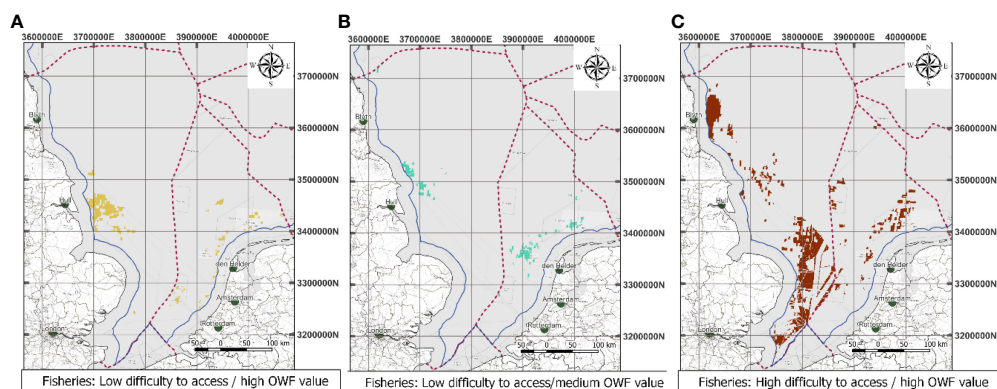 A
3600000E 3700000E 3800000E 3900000E 4000000E
N
W E
S
3700000N
Blyth
3600000N
3500000N
Hull
3400000N
den Helder
3300000N
Amsterdam
London
Rotterdam
3200000N
50 0 50 100 km
Fisheries: Low difficulty to access / high OWF value
B
3600000E 3700000E 3800000E 3900000E 4000000E
N
W E
S
3700000N
Blyth
3600000N
3500000N
Hull
3400000N
den Helder
3300000N
Amsterdam
London
Rotterdam
3200000N
50 0 50 100 km
Fisheries: Low difficulty to access/medium OWF value
C
3600000E 3700000E 3800000E 3900000E 4000000E
N
W E
S
3700000N
Blyth
3600000N
3500000N
Hull
3400000N
den Helder
3300000N
Amsterdam
London
Rotterdam
3200000N
50 0 50 100 km
Fisheries: High difficulty to access / high OWF value